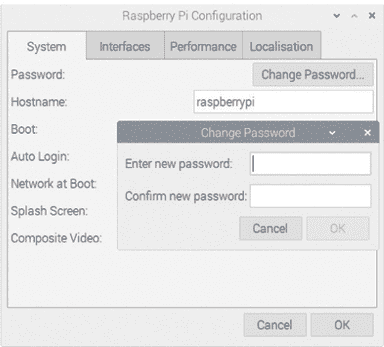 Raspberry Pi Configuration
System Interfaces Performance Localisation
Password: Change Password...
Hostname: raspberrypi
Boot:
Change Password
Auto Login:
Enter new password:
Network at Boot:
Confirm new password:
Splash Screen:
Cancel OK
Composite Video:
Cancel OK